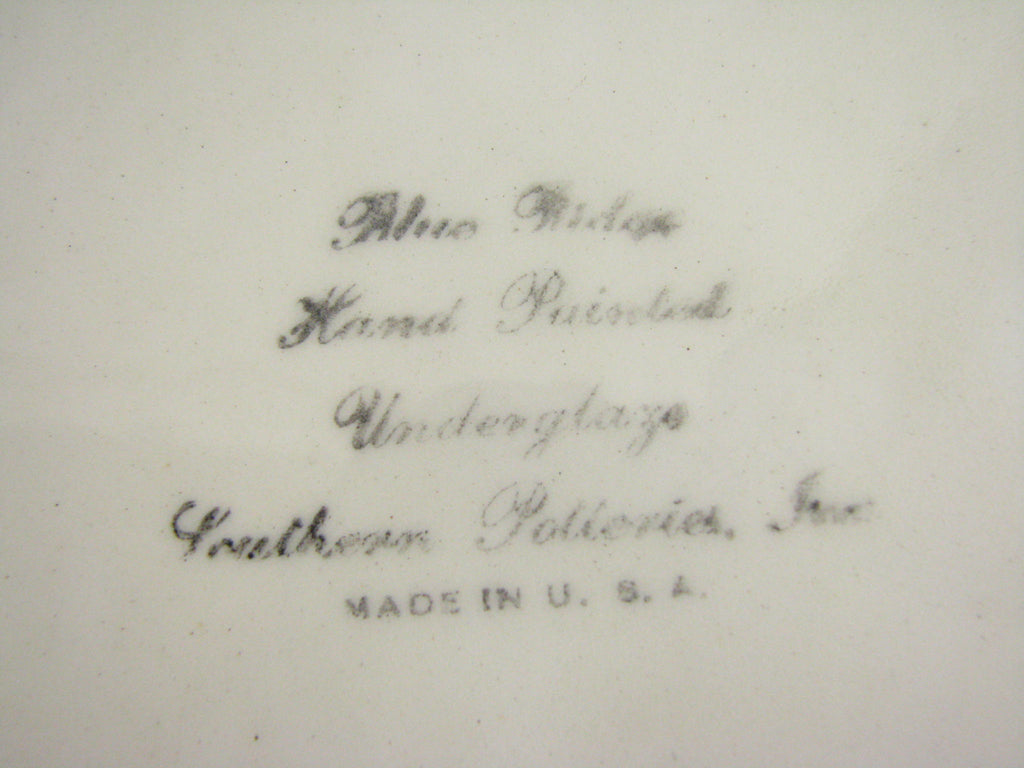 Blue Ridge
Hand Painted
Underglaze
Southern Potteries, Inc.
MADE IN U. S. A.